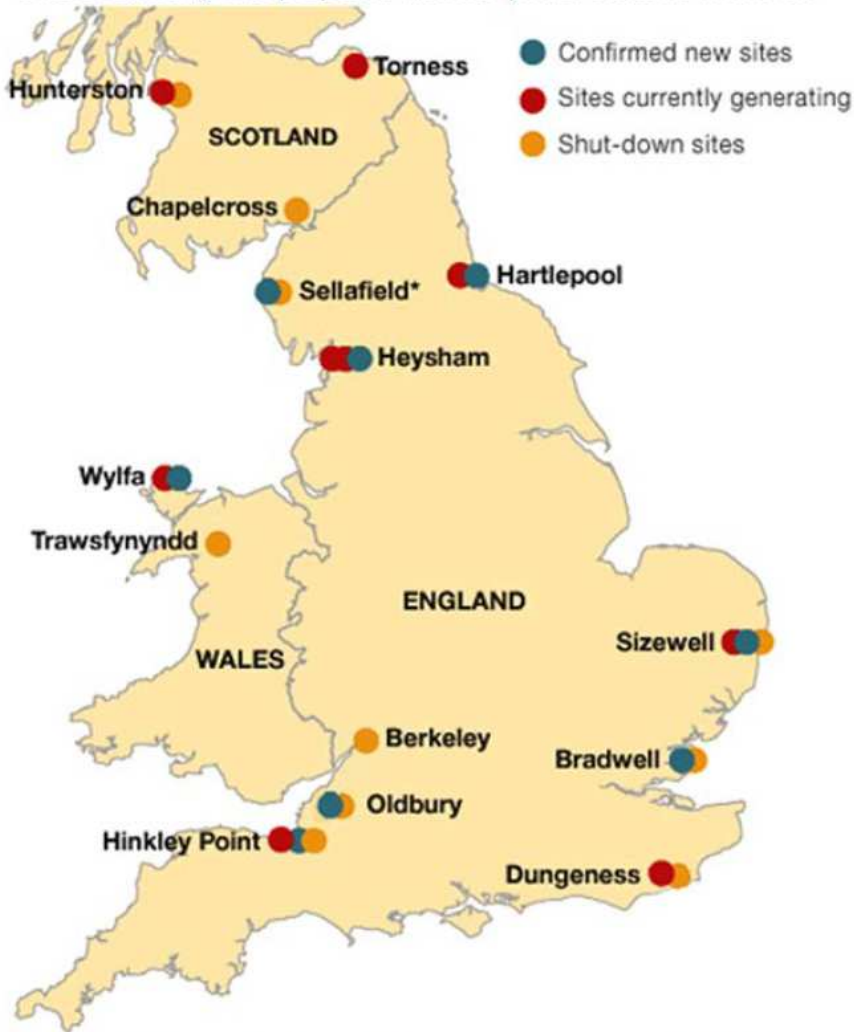 Confirmed new sites
Torness
Hunterston
Sites currently generating
SCOTLAND
Shut-down sites
Chapelcross
Hartlepool
Sellafield*
Heysham
Wylfa
Trawsfynyndd
ENGLAND
Sizewell
WALES
Berkeley
Bradwell
Oldbury
Hinkley Point
Dungeness